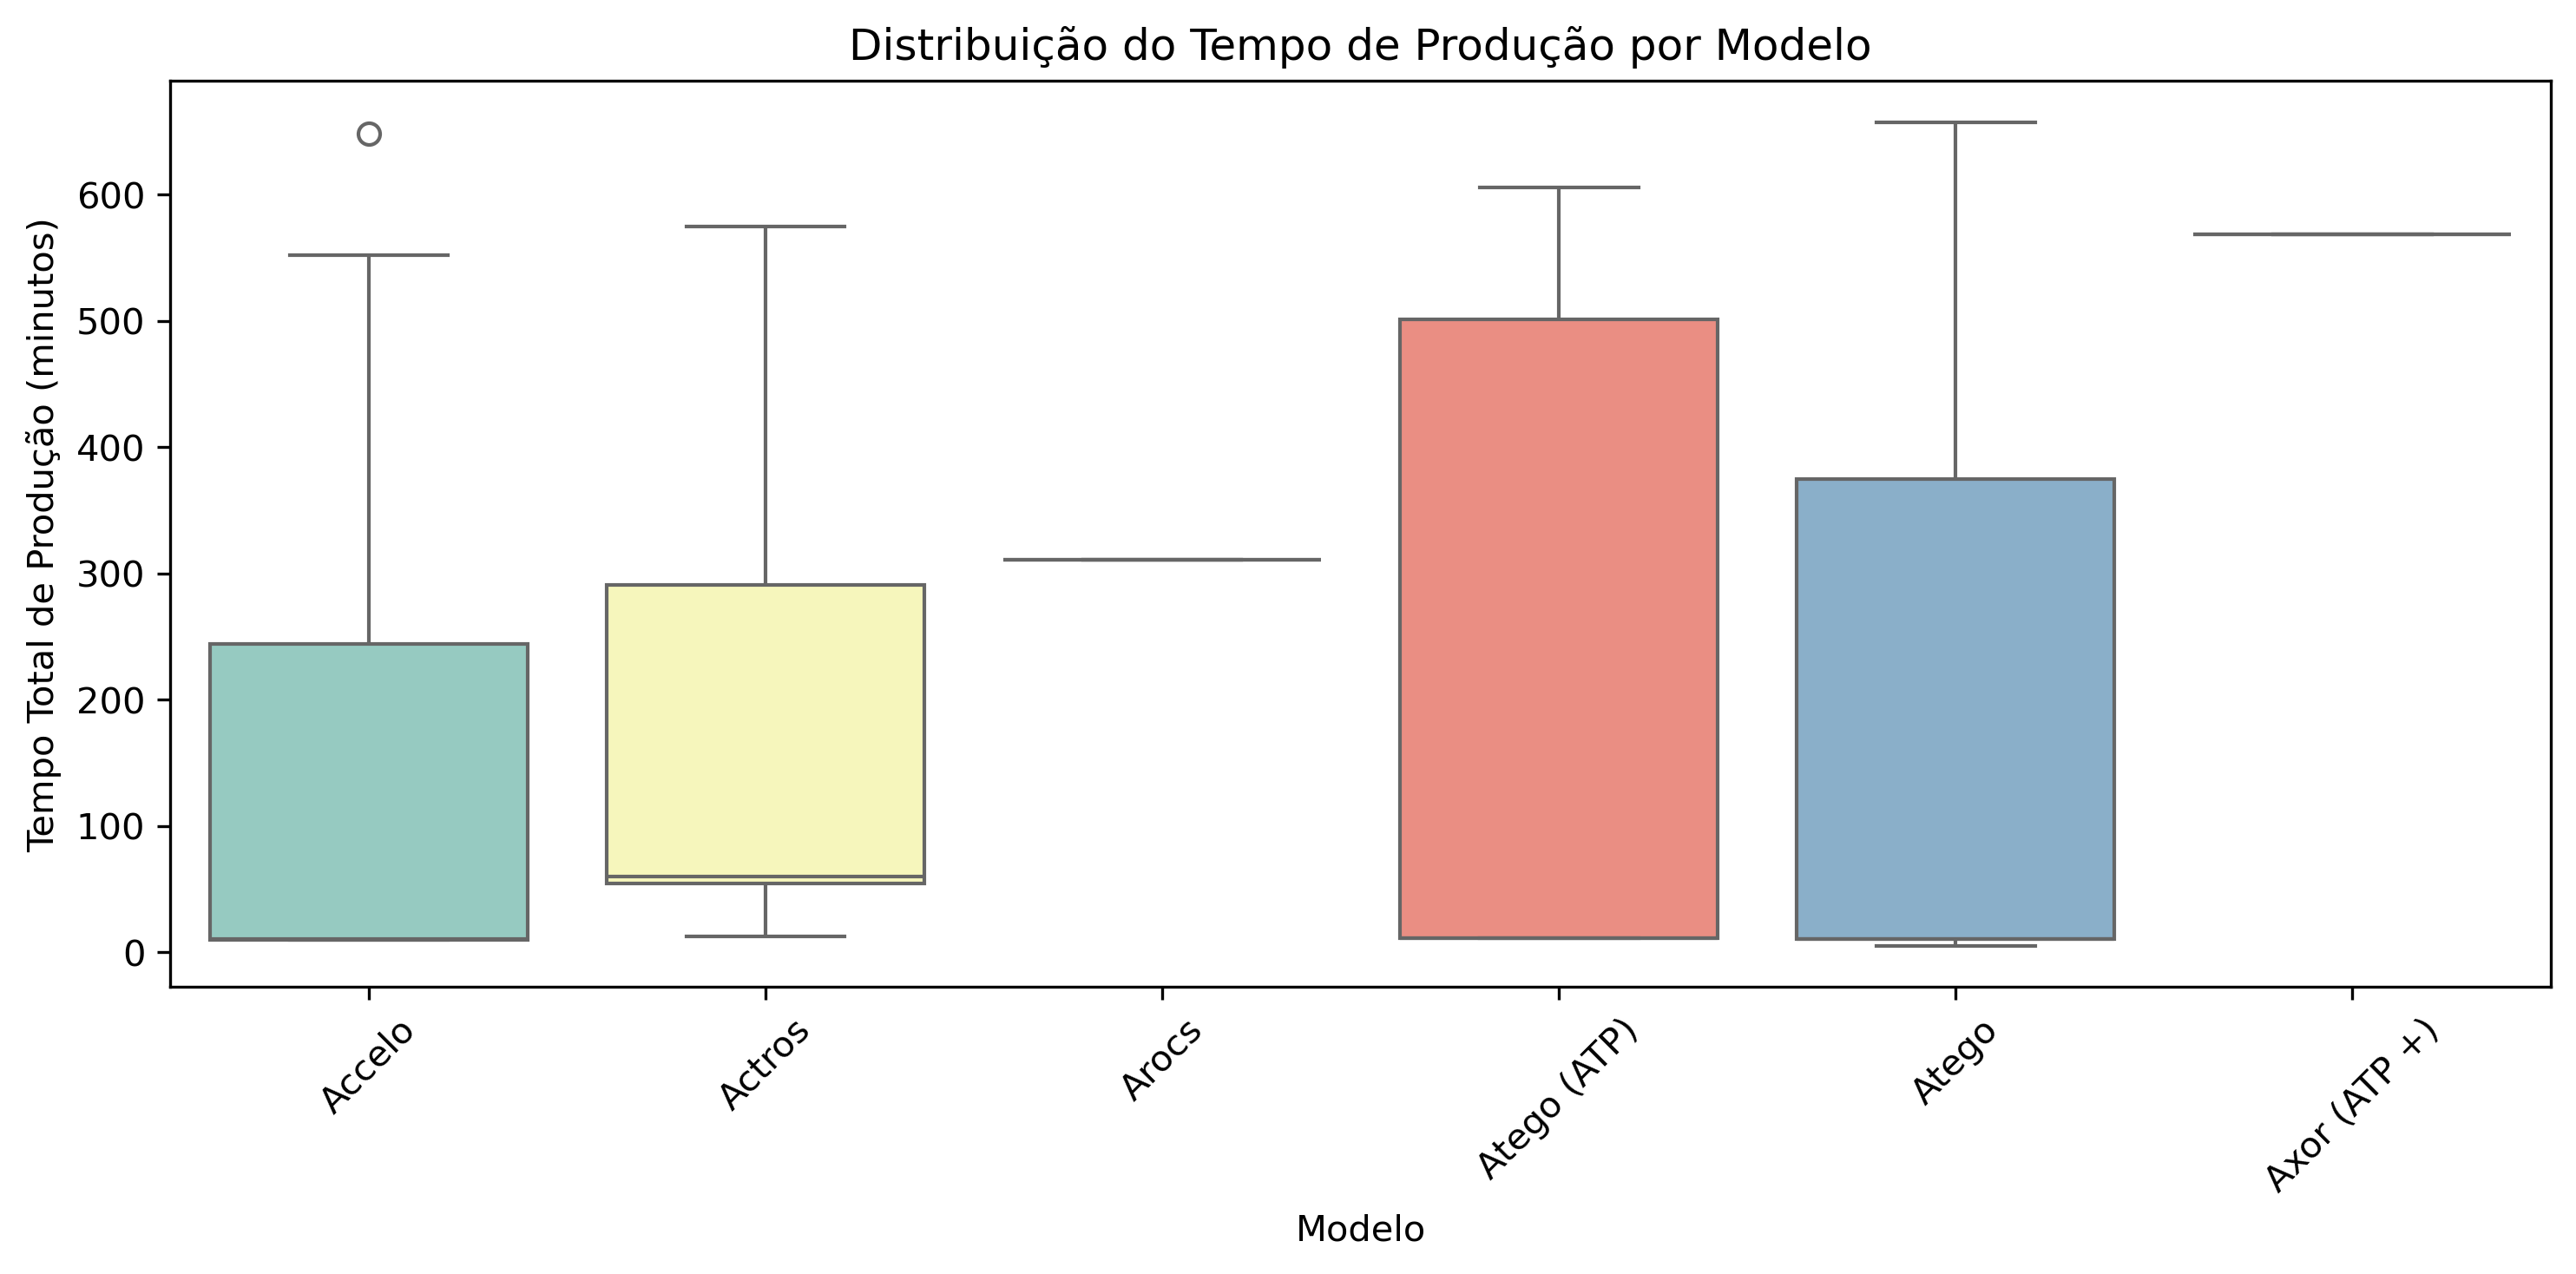 Distribuição do Tempo de Produção por Modelo
Tempo Total de Produção (minutos)
600
500
400
300
200
100
0
Accelo
Actros
Arocs
Atego (ATP)
Atego
Axor (ATP +)
Modelo